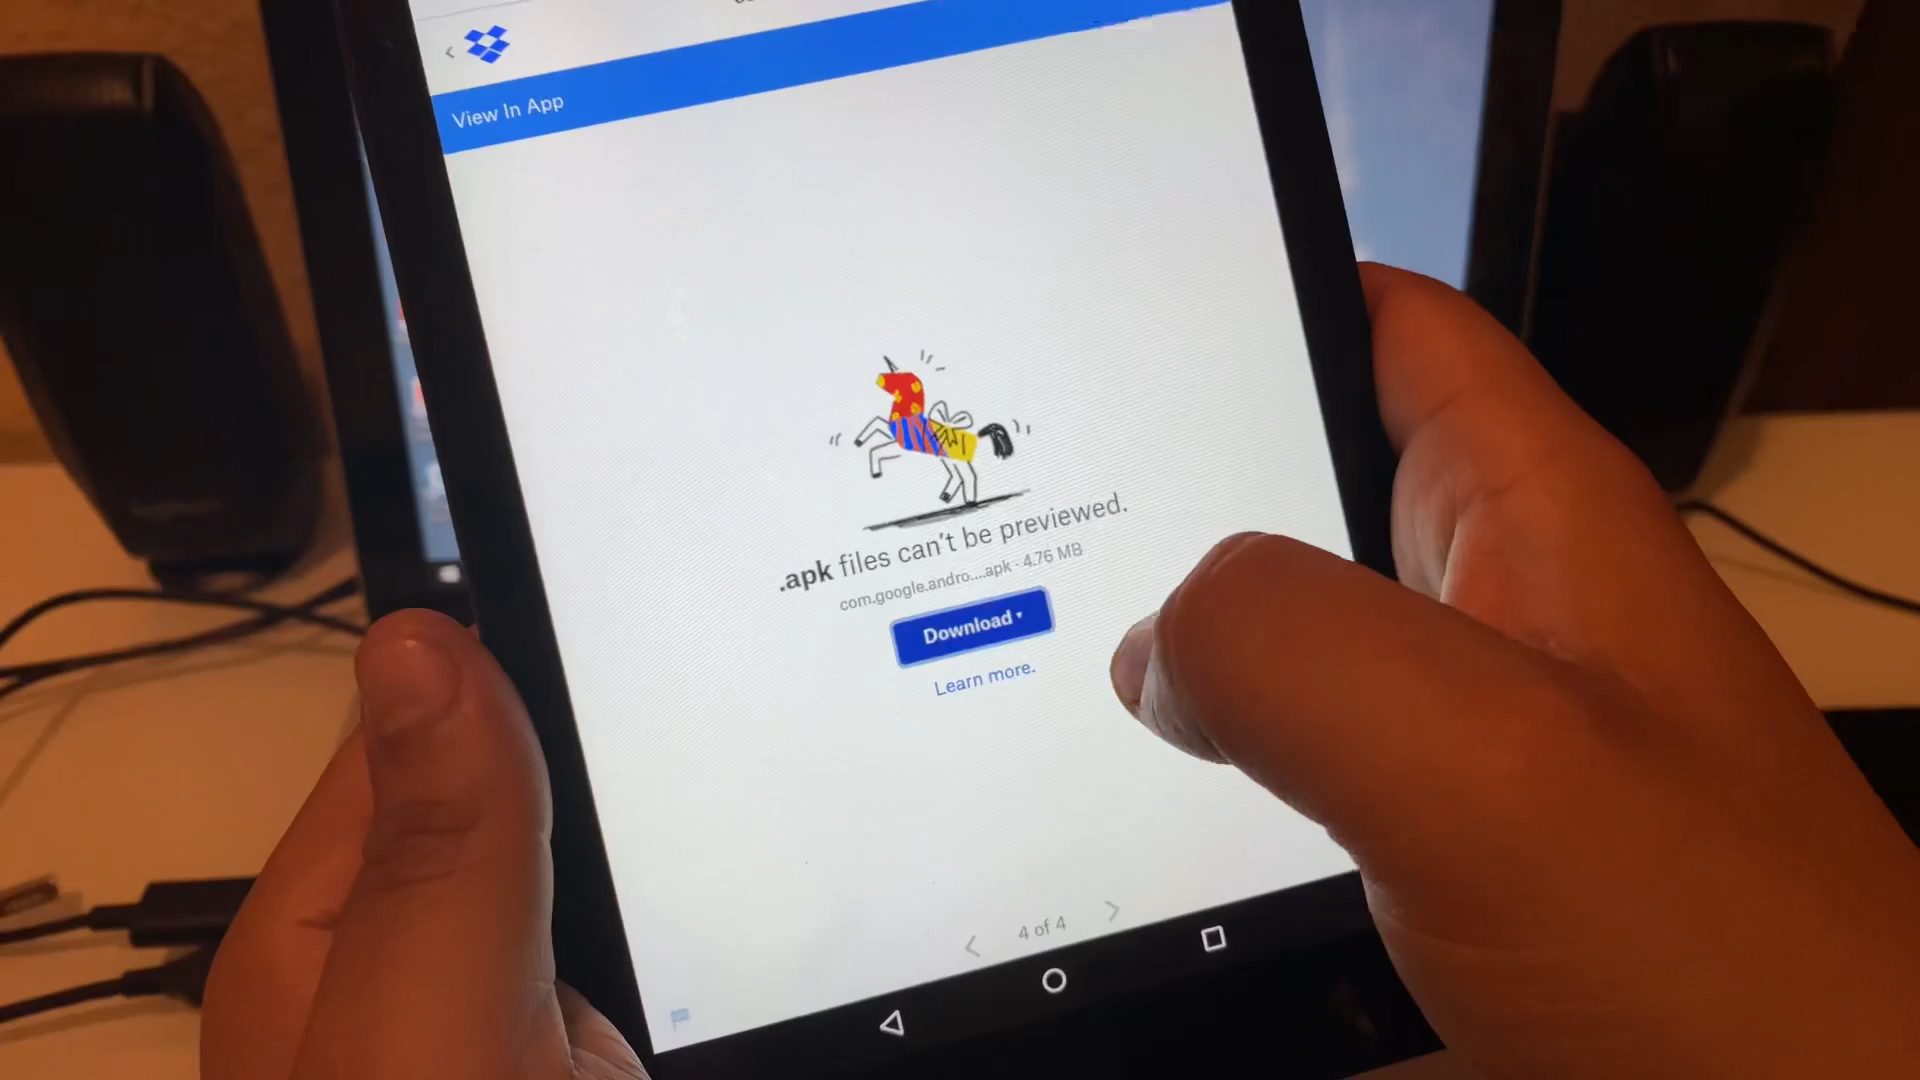 View In App
.apk files can't be previewed.
com.google.andro....apk · 4.76 MB
Download
Learn more.
4 of 4